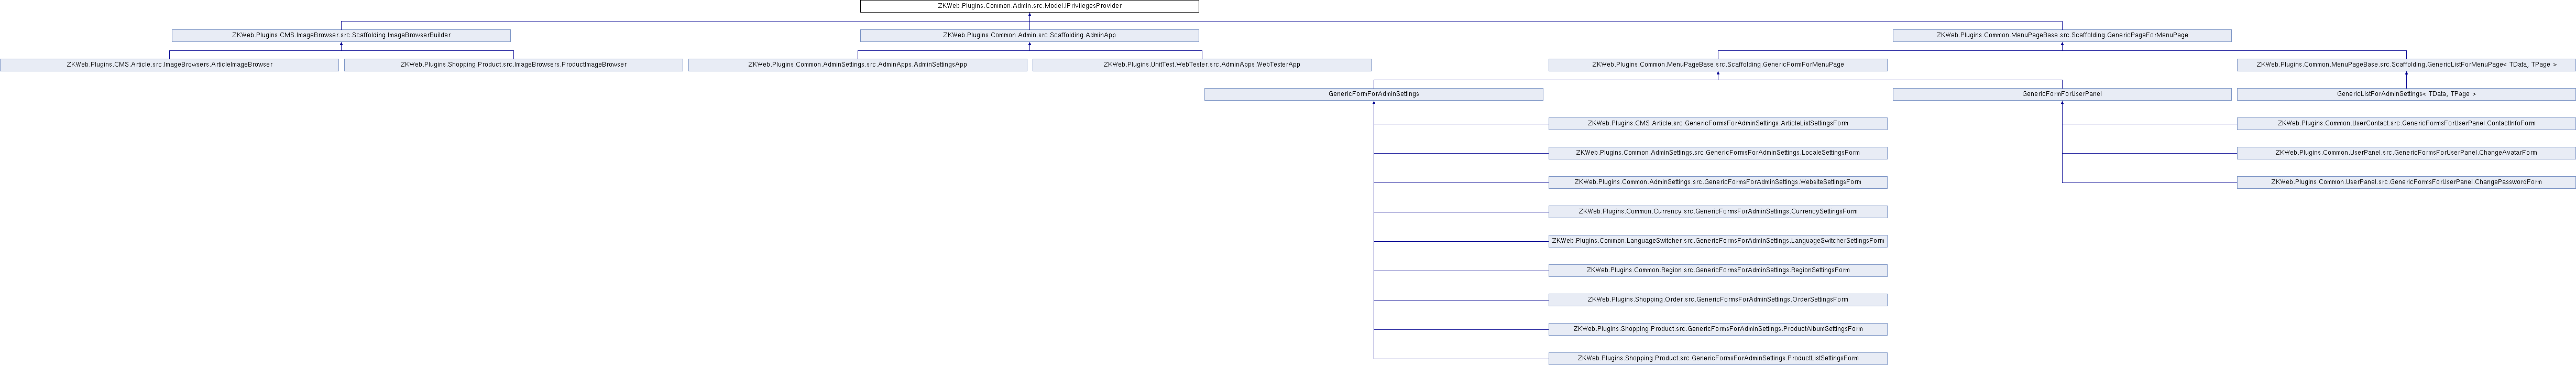 ZKWeb.Plugins.Common.Admin.src.Model.IPrivilegesProvider
ZKWeb.Plugins.CMS.ImageBrowser.src.Scaffolding.ImageBrowserBuilder
ZKWeb.Plugins.Common.Admin.src.Scaffolding.AdminApp
ZKWeb.Plugins.Common.MenuPageBase.src.Scaffolding.GenericPageForMenuPage
ZKWeb.Plugins.CMS.Article.src.ImageBrowsers.ArticleImageBrowser
ZKWeb.Plugins.Shopping.Product.src.ImageBrowsers.ProductImageBrowser
ZKWeb.Plugins.Common.AdminSettings.src.AdminApps.AdminSettingsApp
ZKWeb.Plugins.UnitTest.WebTester.src.AdminApps.WebTesterApp
ZKWeb.Plugins.Common.MenuPageBase.src.Scaffolding.GenericFormForMenuPage
ZKWeb.Plugins.Common.MenuPageBase.src.Scaffolding.GenericListForMenuPage< TData, TPage >
GenericFormForAdminSettings
GenericFormForUserPanel
GenericListForAdminSettings< TData, TPage >
ZKWeb.Plugins.CMS.Article.src.GenericFormsForAdminSettings.ArticleListSettingsForm
ZKWeb.Plugins.Common.UserContact.src.GenericFormsForUserPanel.ContactInfoForm
ZKWeb.Plugins.Common.AdminSettings.src.GenericFormsForAdminSettings.LocaleSettingsForm
ZKWeb.Plugins.Common.UserPanel.src.GenericFormsForUserPanel.ChangeAvatarForm
ZKWeb.Plugins.Common.AdminSettings.src.GenericFormsForAdminSettings.WebsiteSettingsForm
ZKWeb.Plugins.Common.UserPanel.src.GenericFormsForUserPanel.ChangePasswordForm
ZKWeb.Plugins.Common.Currency.src.GenericFormsForAdminSettings.CurrencySettingsForm
ZKWeb.Plugins.Common.LanguageSwitcher.src.GenericFormsForAdminSettings.LanguageSwitcherSettingsForm
ZKWeb.Plugins.Common.Region.src.GenericFormsForAdminSettings.RegionSettingsForm
ZKWeb.Plugins.Shopping.Order.src.GenericFormsForAdminSettings.OrderSettingsForm
ZKWeb.Plugins.Shopping.Product.src.GenericFormsForAdminSettings.ProductAlbumSettingsForm
ZKWeb.Plugins.Shopping.Product.src.GenericFormsForAdminSettings.ProductListSettingsForm